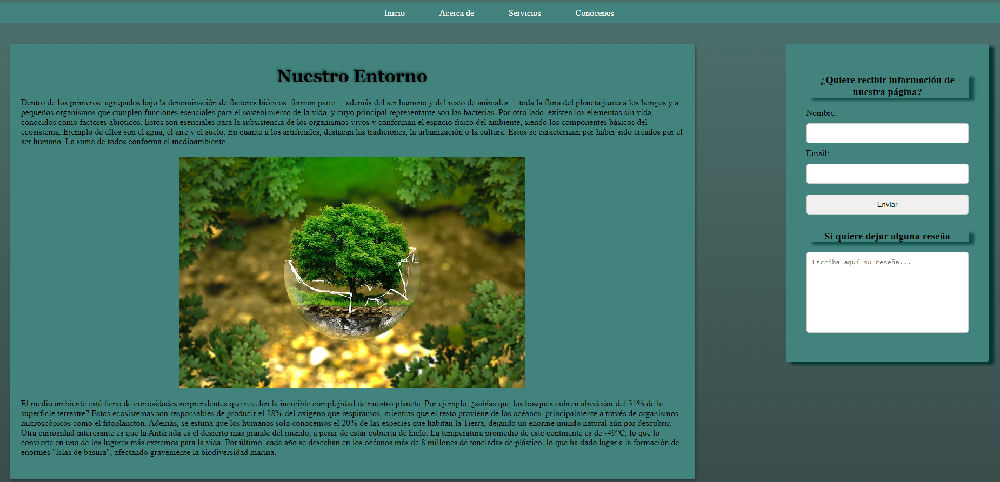 Inicio Acerca de Servicios Conócenos
Nuestro Entorno
Dentro de los primeros, agrupados bajo la denominación de factores bióticos, forman parte —además del ser humano y del resto de animales— toda la flora del planeta junto a los hongos y a
pequeños organismos que cumplen funciones esenciales para el sostenimiento de la vida, y cuyo principal representante son las bacterias. Por otro lado, existen los elementos sin vida,
conocidos como factores abióticos. Estos son esenciales para la subsistencia de los organismos vivos y conforman el espacio físico del ambiente, siendo los componentes básicos del
ecosistema. Ejemplo de ellos son el agua, el aire y el suelo. En cuanto a los artificiales, destacan las tradiciones, la urbanización o la cultura. Estos se caracterizan por haber sido creados por el
ser humano. La suma de todos conforma el medioambiente.
El medio ambiente está lleno de curiosidades sorprendentes que revelan la increíble complejidad de nuestro planeta. Por ejemplo, ¿sabías que los bosques cubren alrededor del 31% de la
superficie terrestre? Estos ecosistemas son responsables de producir el 28% del oxígeno que respiramos, mientras que el resto proviene de los océanos, principalmente a través de organismos
microscópicos como el fitoplancton. Además, se estima que los humanos solo conocemos el 20% de las especies que habitan la Tierra, dejando un enorme mundo natural aún por descubrir.
Otra curiosidad interesante es que la Antártida es el desierto más grande del mundo, a pesar de estar cubierta de hielo. La temperatura promedio de este continente es de -49°C, lo que lo
convierte en uno de los lugares más extremos para la vida. Por último, cada año se desechan en los océanos más de 8 millones de toneladas de plástico, lo que ha dado lugar a la formación de
enormes "islas de basura", afectando gravemente la biodiversidad marina.
¿Quiere recibir información de
nuestra página?
Nombre:
Email:
Enviar
Si quiere dejar alguna reseña
Escriba aquí su reseña...